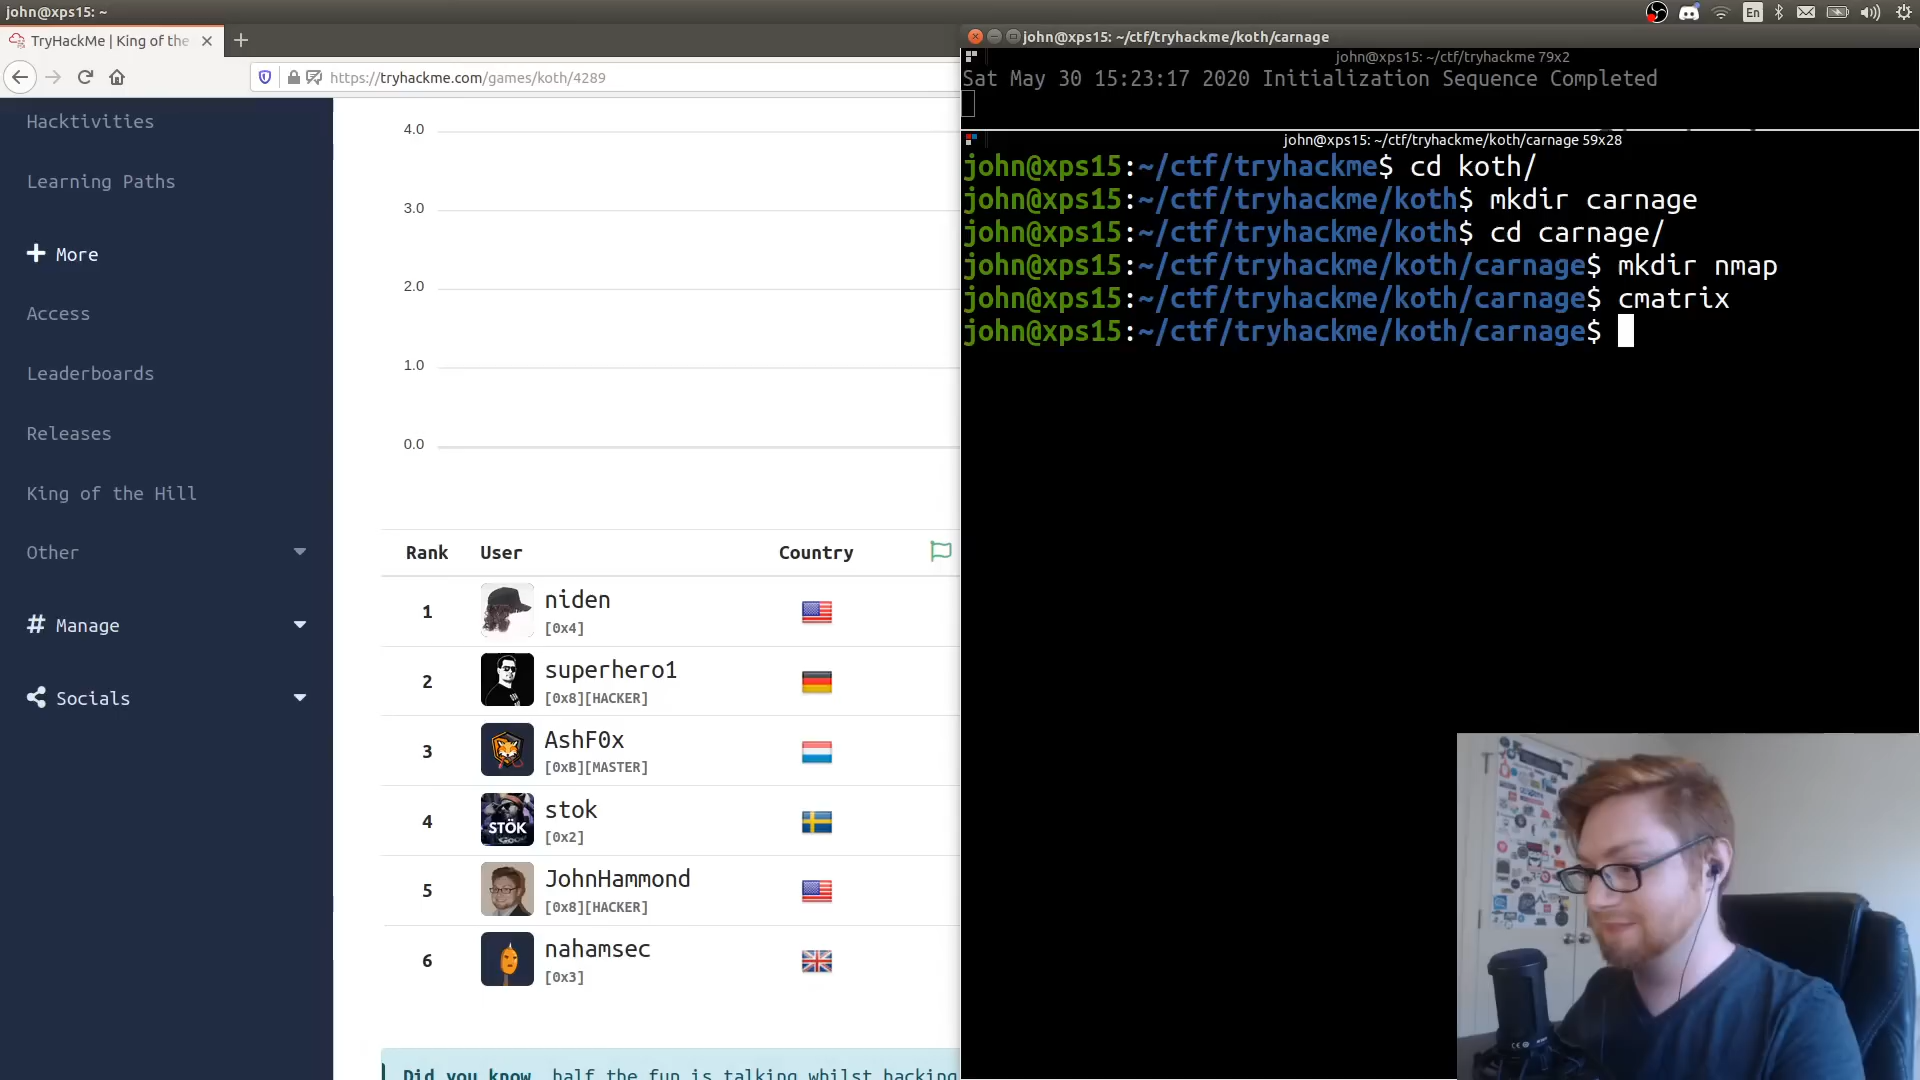 john@xps15: ~
En
TryHackMe | King of the
https://tryhackme.com/games/koth/4289
Hacktivities
Learning Paths
More
Access
Leaderboards
Releases
King of the Hill
Other
Manage
Socials
4.0
3.0
2.0
1.0
0.0
Rank User Country
1 niden
[0x4]
2 superhero1
[0x8][HACKER]
3 AshF0x
[0xB][MASTER]
4 stok
[0x2]
STÖK
5 JohnHammond
[0x8][HACKER]
6 nahamsec
[0x3]
Did you know, half the fun is talking whilst hacking
john@xps15: ~/ctf/tryhackme/koth/carnage
john@xps15: ~/ctf/tryhackme 79x2
Sat May 30 15:23:17 2020 Initialization Sequence Completed
john@xps15: ~/ctf/tryhackme/koth/carnage 59x28
john@xps15:~/ctf/tryhackme$ cd koth/
john@xps15:~/ctf/tryhackme/koth$ mkdir carnage
john@xps15:~/ctf/tryhackme/koth$ cd carnage/
john@xps15:~/ctf/tryhackme/koth/carnage$ mkdir nmap
john@xps15:~/ctf/tryhackme/koth/carnage$ cmatrix
john@xps15:~/ctf/tryhackme/koth/carnage$